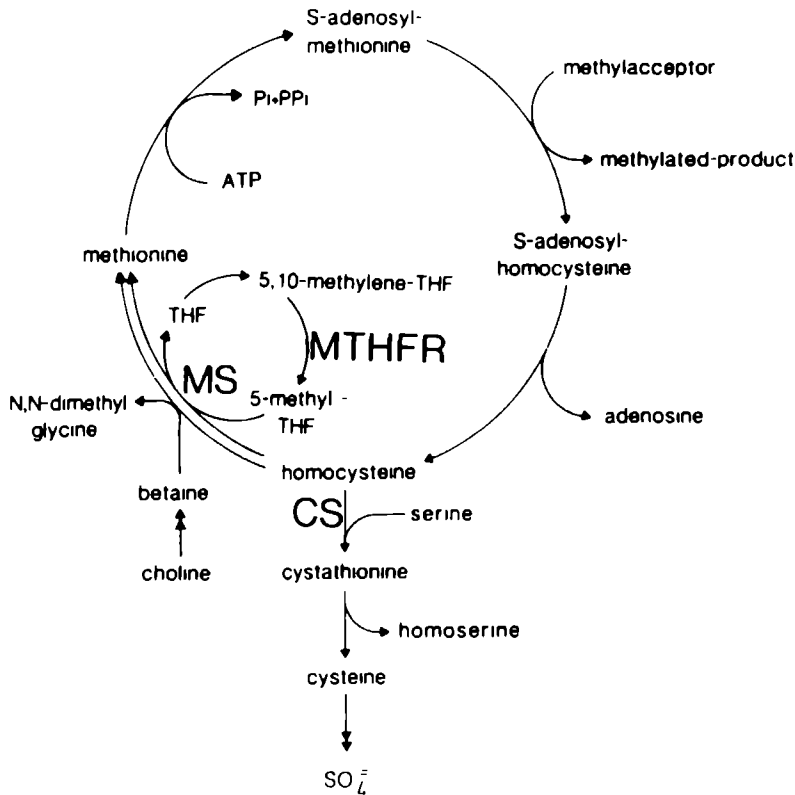 S-adenosyl-
methionine
methylacceptor
Pi+PPi
methylated-product
ATP
S-adenosyl-
homocysteine
methionine
5,10-methylene-THF
THF
MTHFR
MS
5-methyl-
THF
N,N-dimethyl
glycine
adenosine
homocysteine
betaine
CS
serine
choline
cystathionine
homoserine
cysteine
SO₄⁼